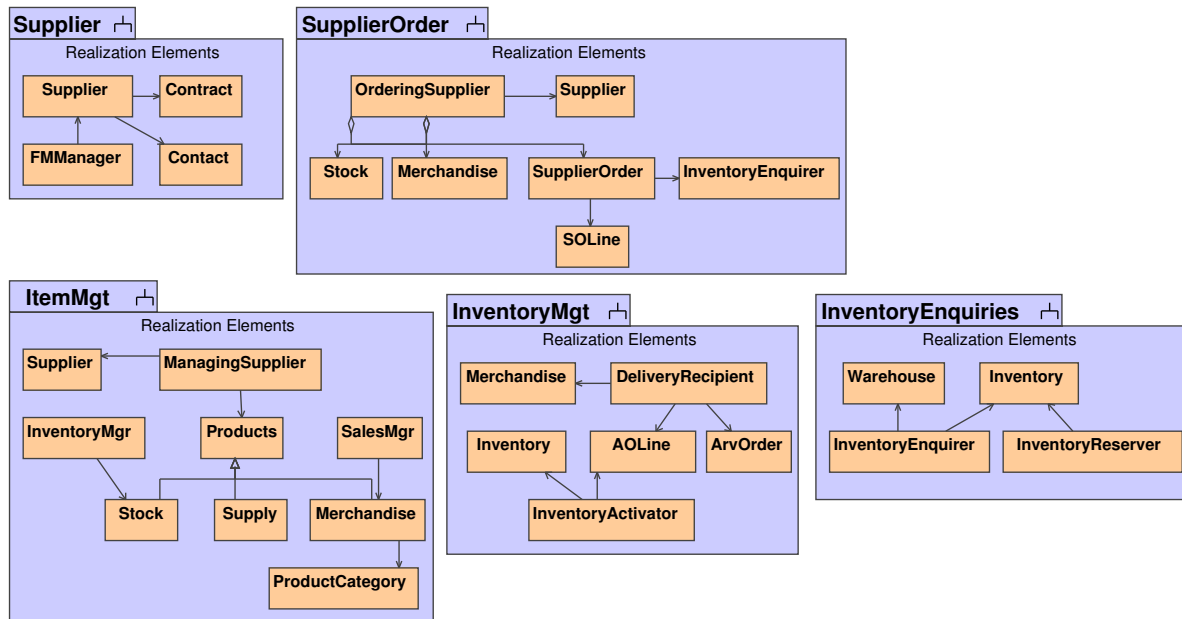 Supplier
Realization Elements
Supplier
Contract
FMManager
Contact
SupplierOrder
Realization Elements
OrderingSupplier
Supplier
Stock
Merchandise
SupplierOrder
InventoryEnquirer
SOLine
ItemMgt
Realization Elements
Supplier
ManagingSupplier
InventoryMgr
Products
SalesMgr
Stock
Supply
Merchandise
ProductCategory
InventoryMgt
Realization Elements
Merchandise
DeliveryRecipient
Inventory
AOLine
ArvOrder
InventoryActivator
InventoryEnquiries
Realization Elements
Warehouse
Inventory
InventoryEnquirer
InventoryReserver